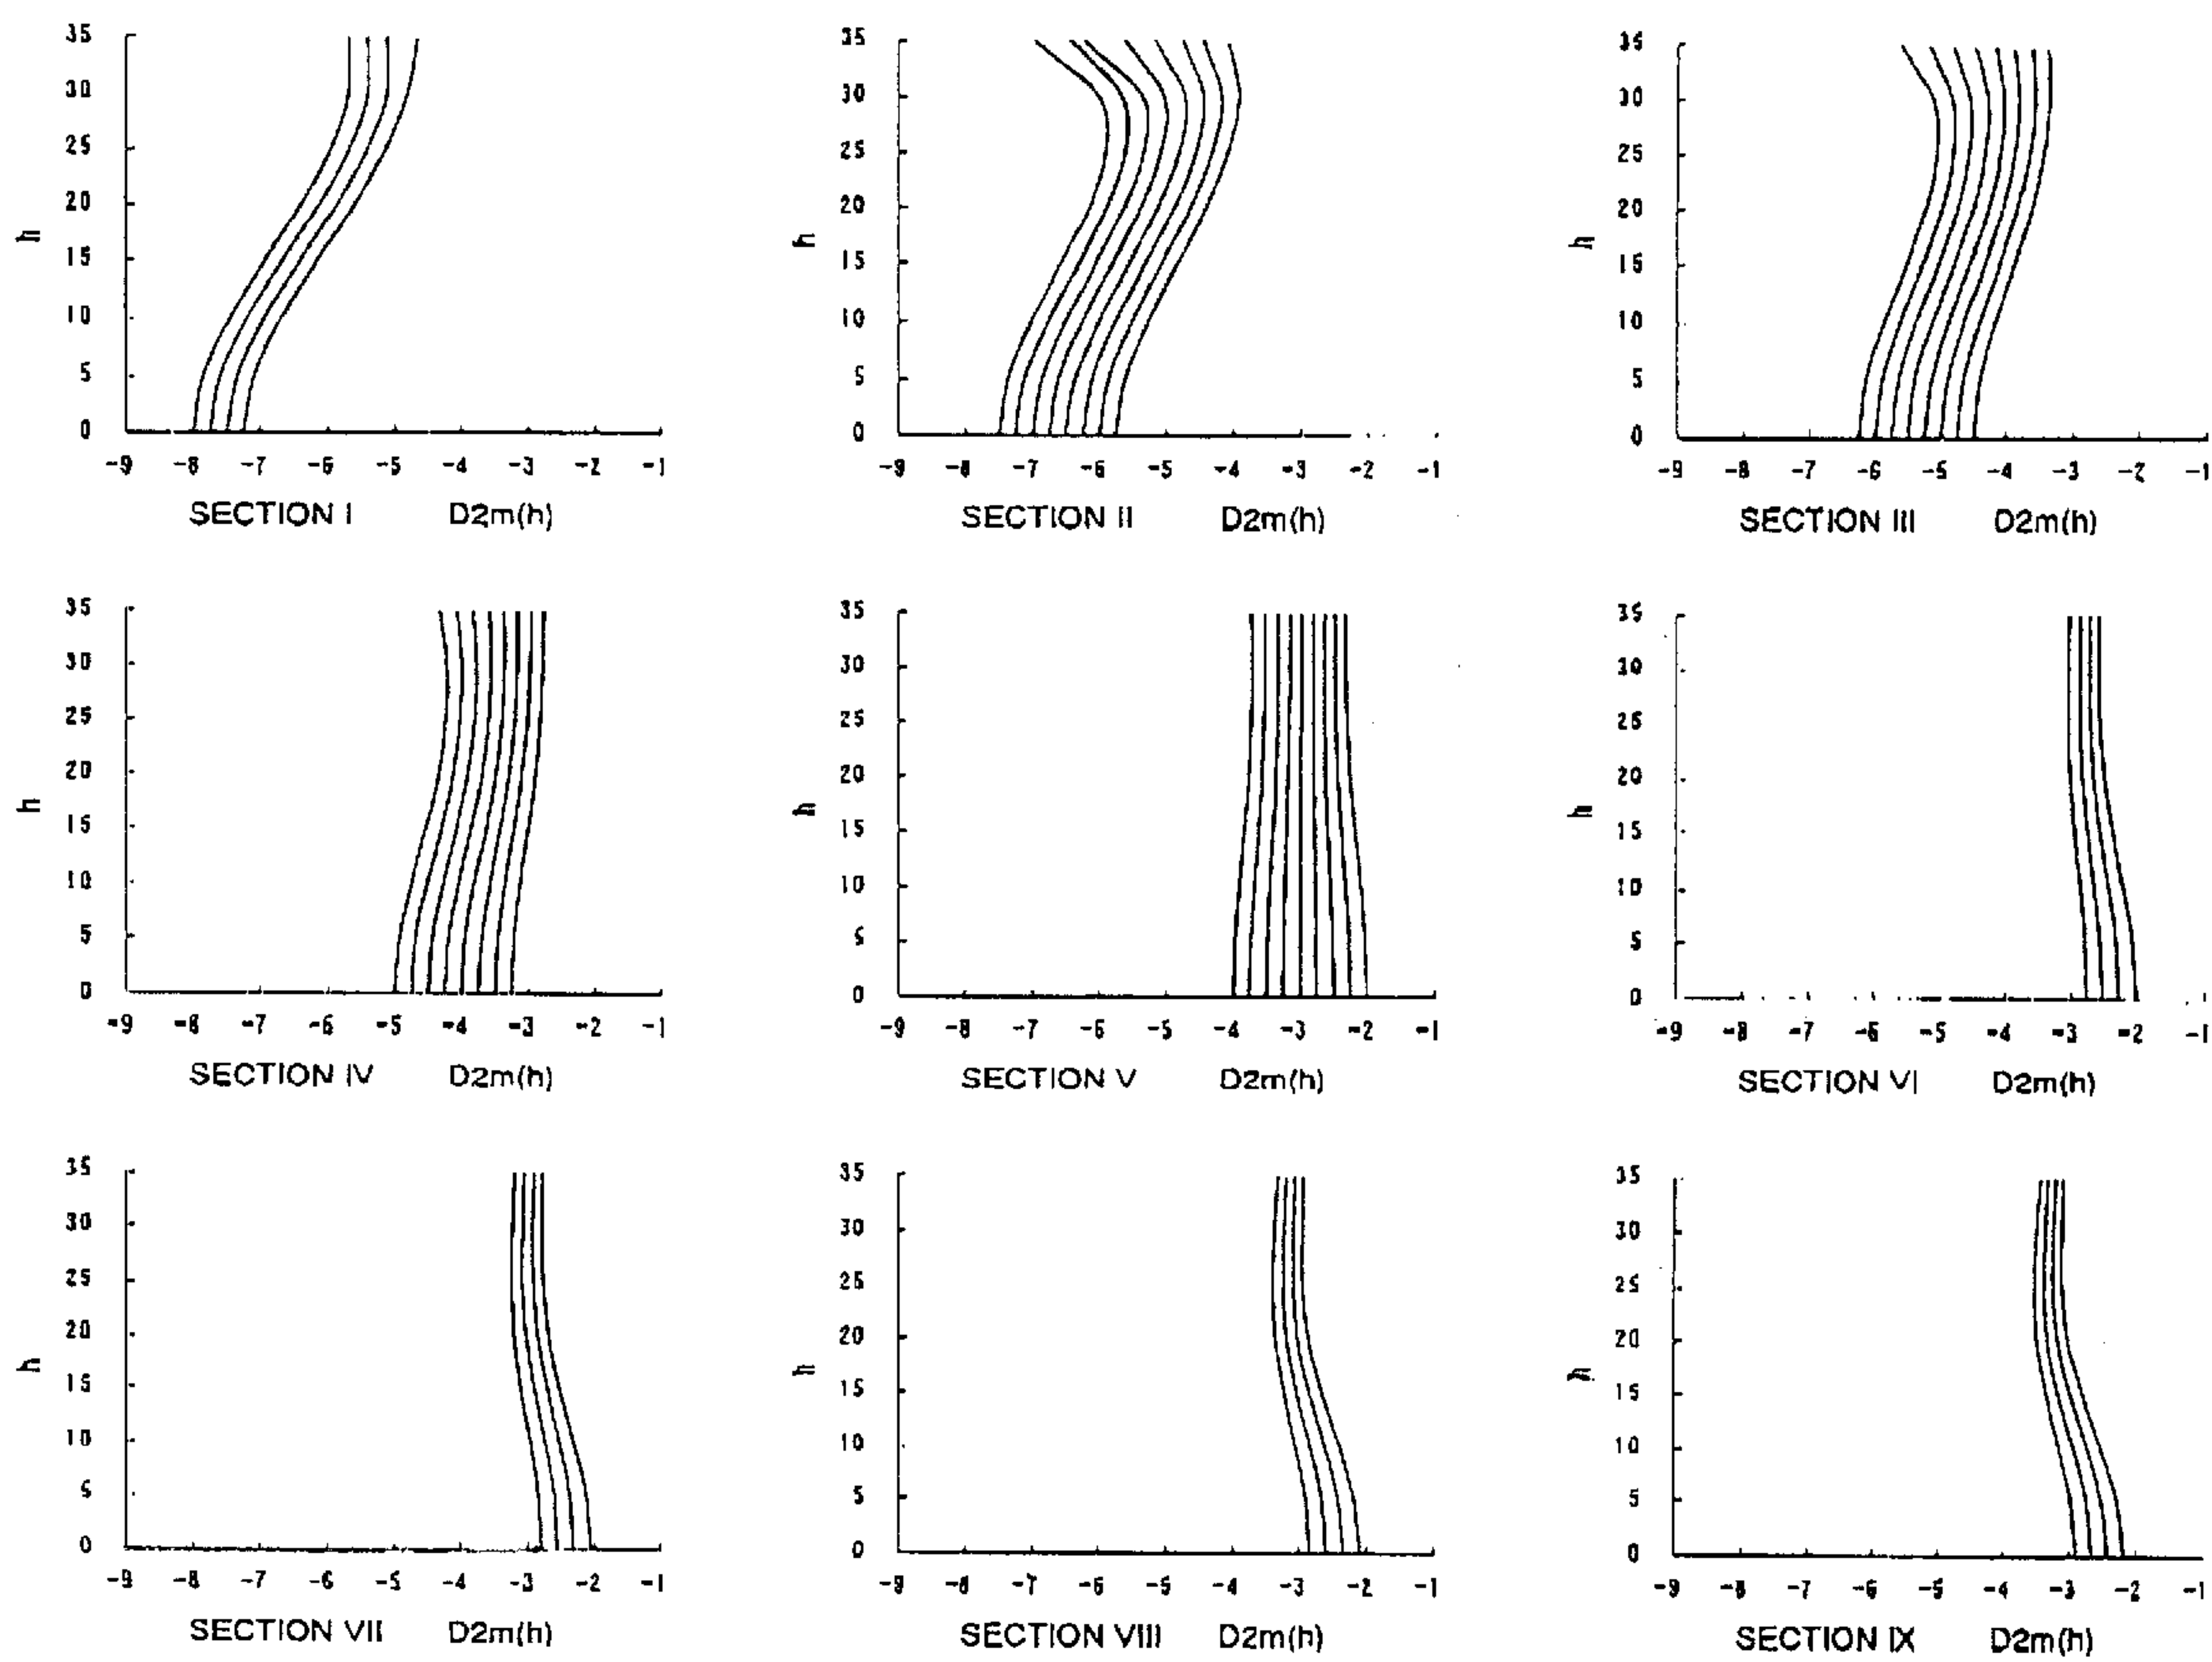 35
30
25
20
15
10
5
0
h
-9 -8 -7 -6 -5 -4 -3 -2 -1
SECTION I D2m(h)
35
30
25
20
15
10
5
0
h
-9 -8 -7 -6 -5 -4 -3 -2 -1
SECTION II D2m(h)
35
30
25
20
15
10
5
0
h
-9 -8 -7 -6 -5 -4 -3 -2 -1
SECTION III D2m(h)
35
30
25
20
15
10
5
0
h
-9 -8 -7 -6 -5 -4 -3 -2 -1
SECTION IV D2m(h)
35
30
25
20
15
10
5
0
h
-9 -8 -7 -6 -5 -4 -3 -2 -1
SECTION V D2m(h)
35
30
25
20
15
10
5
0
h
-9 -8 -7 -6 -5 -4 -3 -2 -1
SECTION VI D2m(h)
35
30
25
20
15
10
5
0
h
-9 -8 -7 -6 -5 -4 -3 -2 -1
SECTION VII D2m(h)
35
30
25
20
15
10
5
0
h
-9 -8 -7 -6 -5 -4 -3 -2 -1
SECTION VIII D2m(h)
35
30
25
20
15
10
5
0
h
-9 -8 -7 -6 -5 -4 -3 -2 -1
SECTION IX D2m(h)